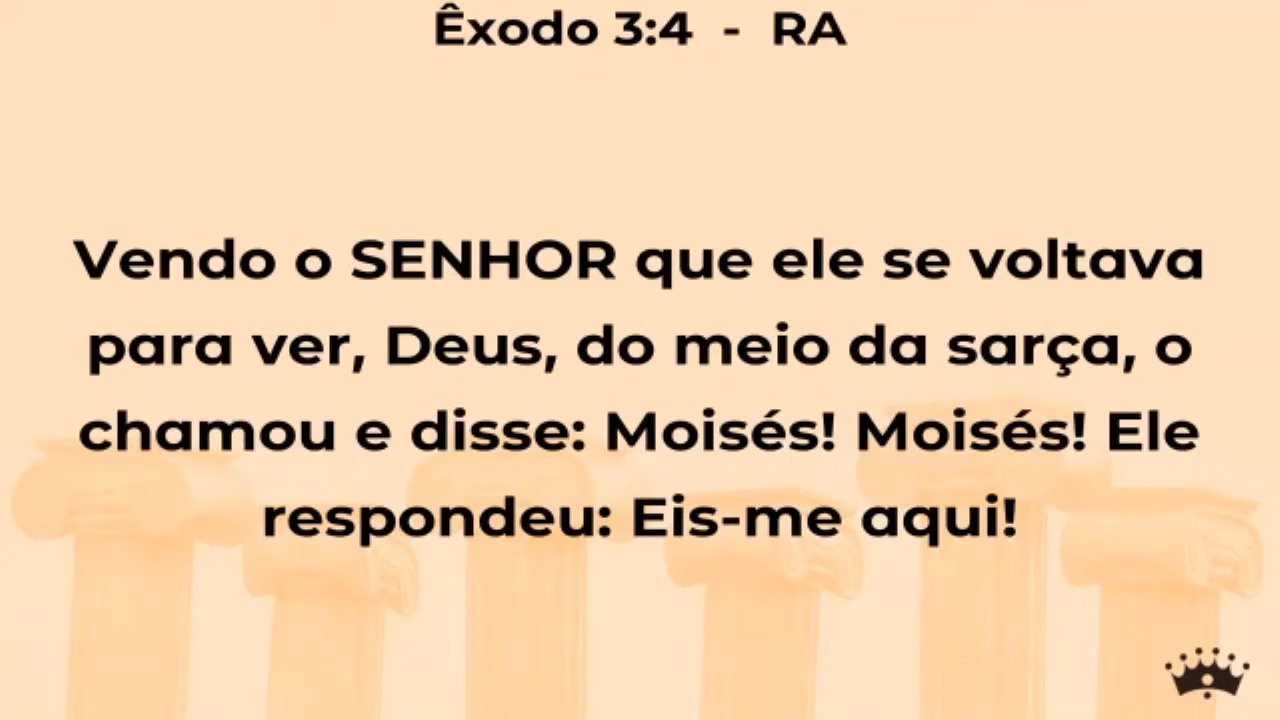 Êxodo 3:4 - RA
Vendo o SENHOR que ele se voltava
para ver, Deus, do meio da sarça, o
chamou e disse: Moisés! Moisés! Ele
respondeu: Eis-me aqui!